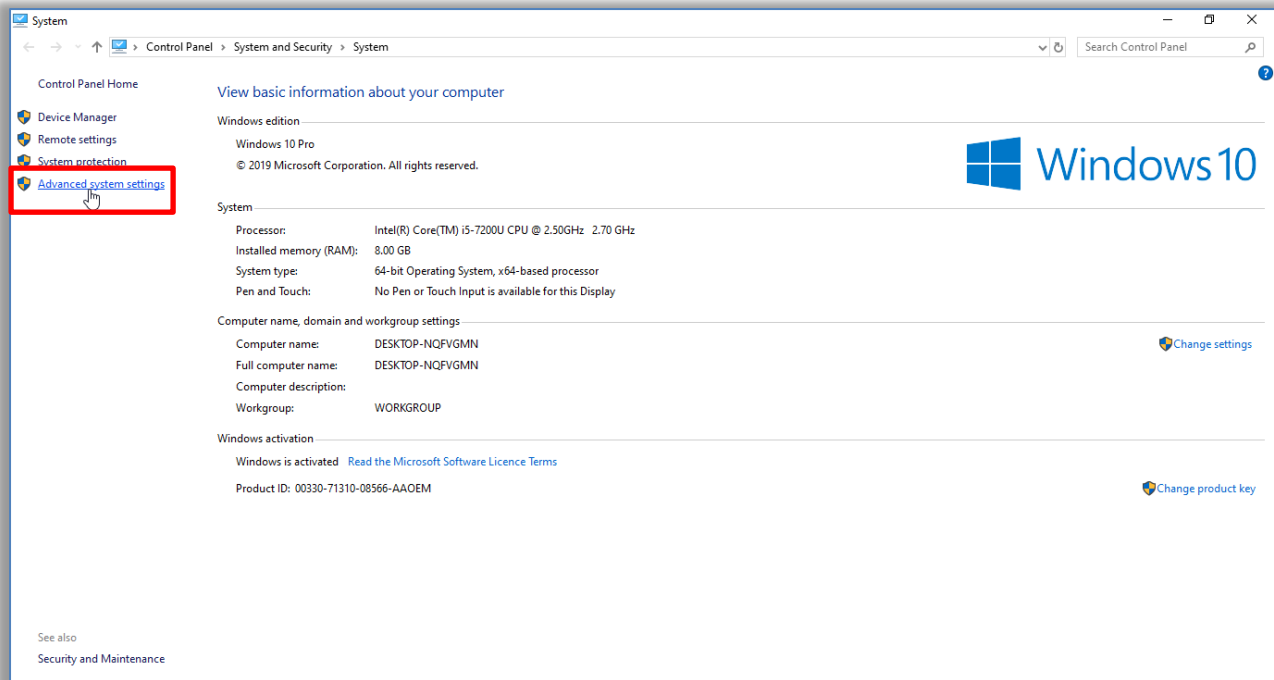 System
Control Panel > System and Security > System
Search Control Panel
?
Control Panel Home
Device Manager
Remote settings
System protection
Advanced system settings
View basic information about your computer
Windows edition
Windows 10 Pro
© 2019 Microsoft Corporation. All rights reserved.
Windows 10
System
Processor: Intel(R) Core(TM) i5-7200U CPU @ 2.50GHz 2.70 GHz
Installed memory (RAM): 8.00 GB
System type: 64-bit Operating System, x64-based processor
Pen and Touch: No Pen or Touch Input is available for this Display
Computer name, domain and workgroup settings
Computer name: DESKTOP-NQFVGMN
Change settings
Full computer name: DESKTOP-NQFVGMN
Computer description:
Workgroup: WORKGROUP
Windows activation
Windows is activated Read the Microsoft Software Licence Terms
Product ID: 00330-71310-08566-AAOEM
Change product key
See also
Security and Maintenance